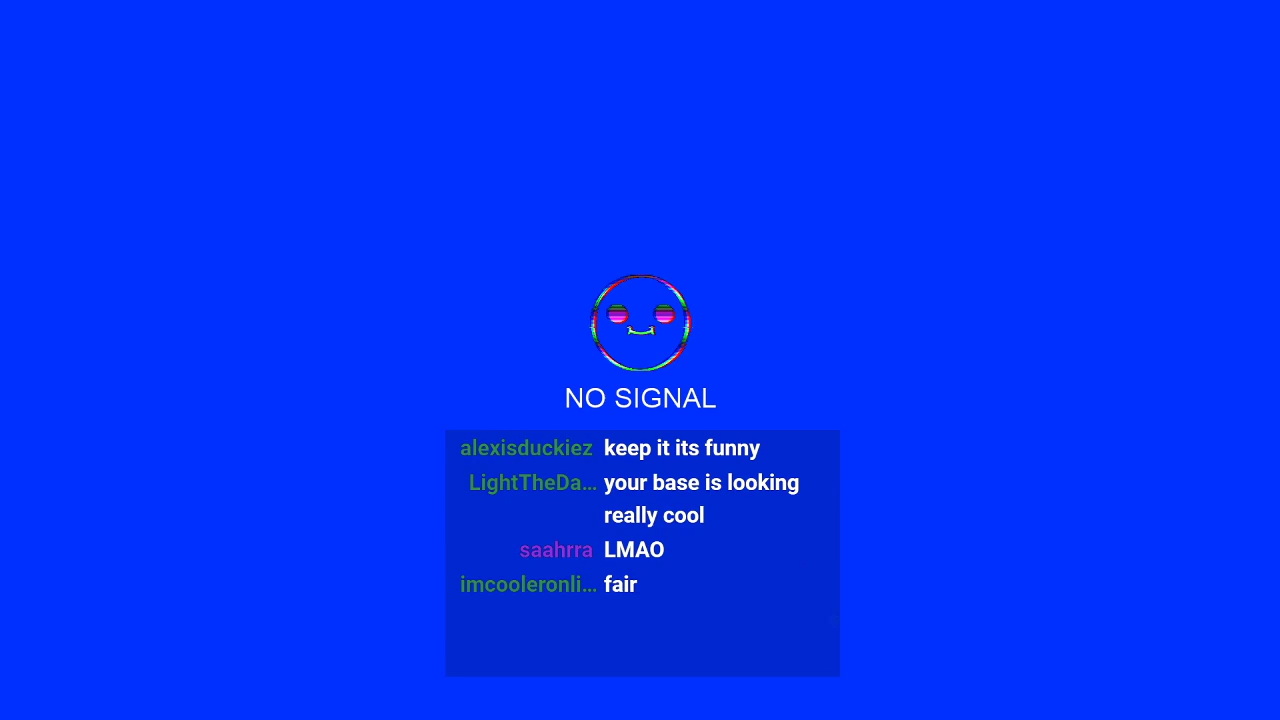 NO SIGNAL
alexisduckiez keep it its funny
LightTheDa... your base is looking
really cool
saahrra LMAO
imcooleronli... fair